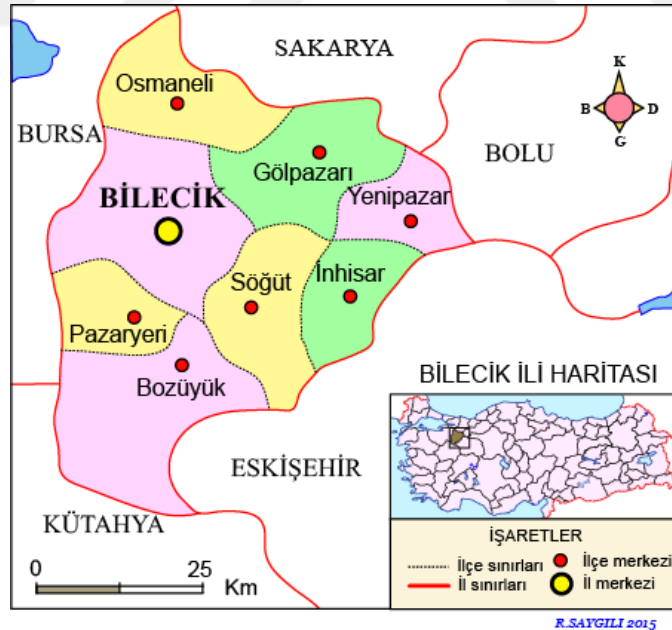 SAKARYA
Osmaneli
BURSA
K
B D
G
BOLU
Gölpazarı
Yenipazar
BİLECİK
Söğüt
İnhisar
Pazaryeri
Bozüyük
BİLECİK İLİ HARİTASI
ESKİŞEHİR
KÜTAHYA
İŞARETLER
İlçe sınırları
İlçe merkezi
İl sınırları
İl merkezi
0 25
Km
R.SAYGILI 2015